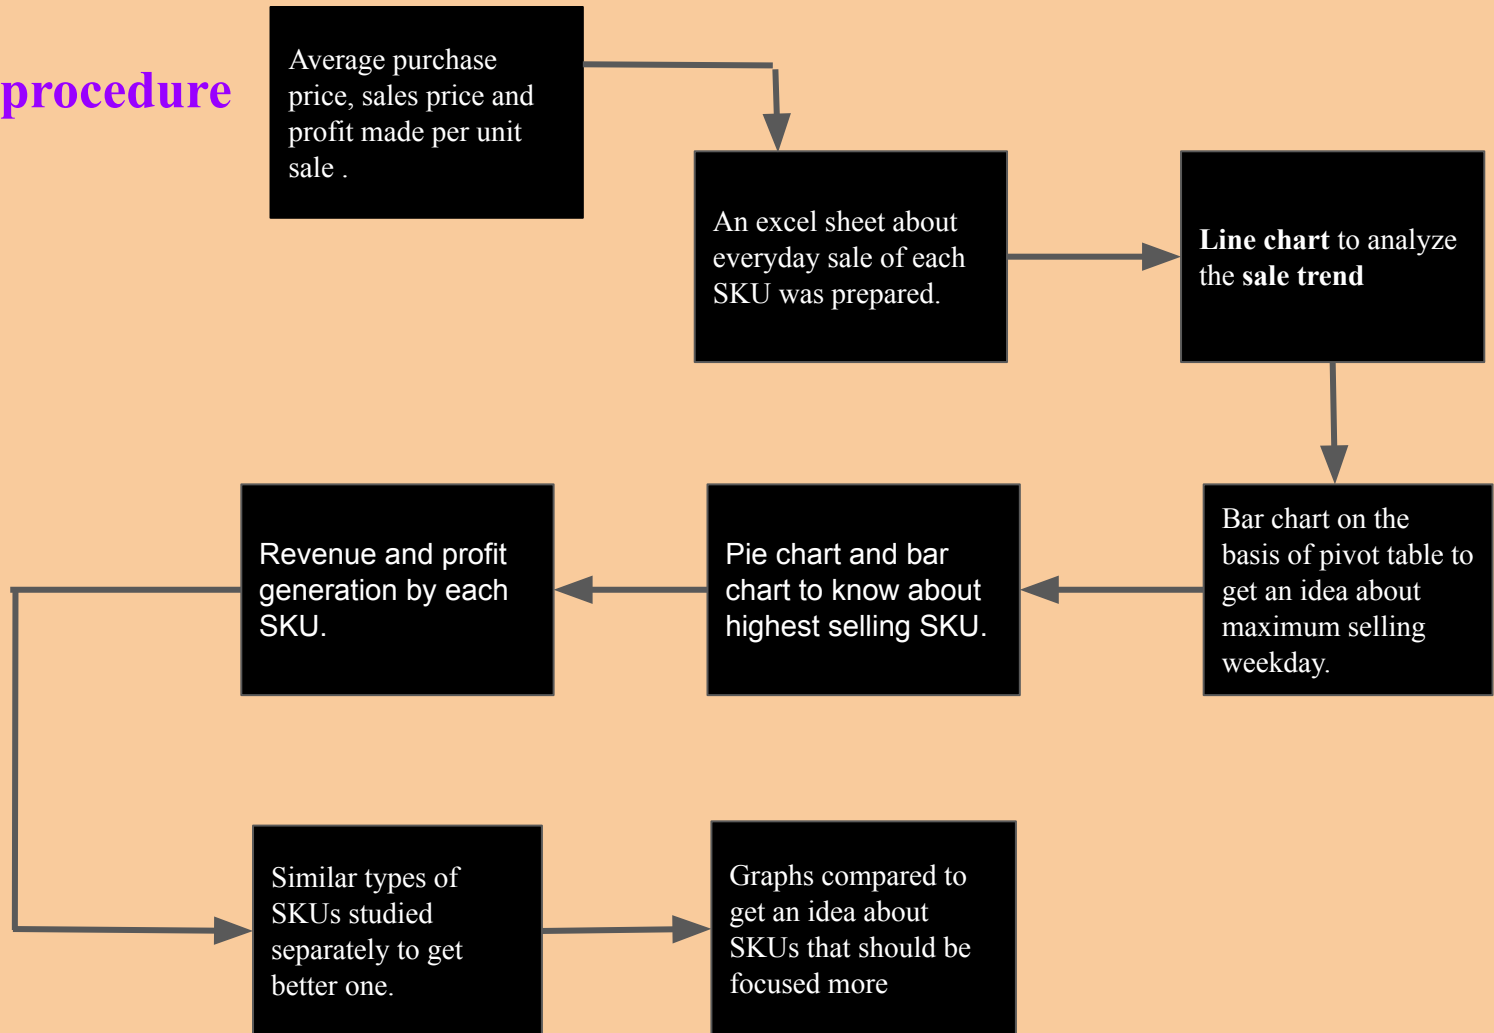 procedure
Average purchase
price, sales price and
profit made per unit
sale .
An excel sheet about
everyday sale of each
SKU was prepared.
Line chart to analyze
the sale trend
Bar chart on the
basis of pivot table to
get an idea about
maximum selling
weekday.
Pie chart and bar
chart to know about
highest selling SKU.
Revenue and profit
generation by each
SKU.
Similar types of
SKUs studied
separately to get
better one.
Graphs compared to
get an idea about
SKUs that should be
focused more